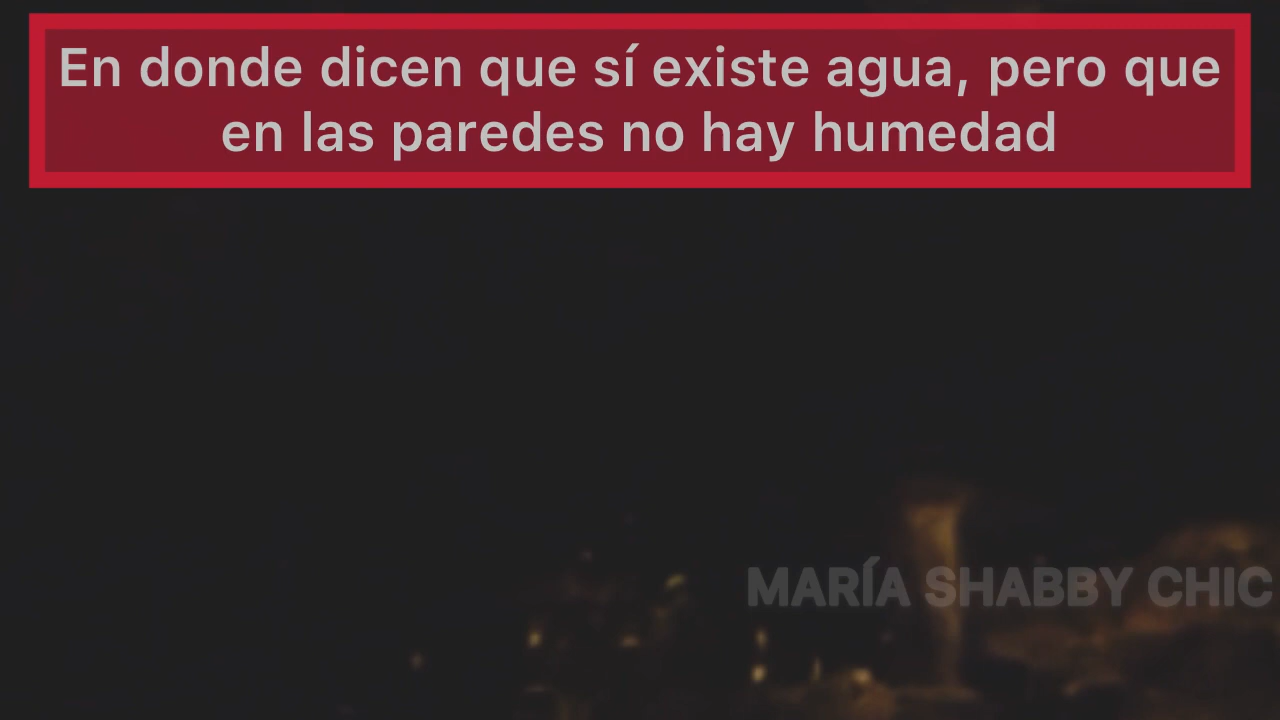 En donde dicen que sí existe agua, pero que
en las paredes no hay humedad
MARÍA SHABBY CHIC